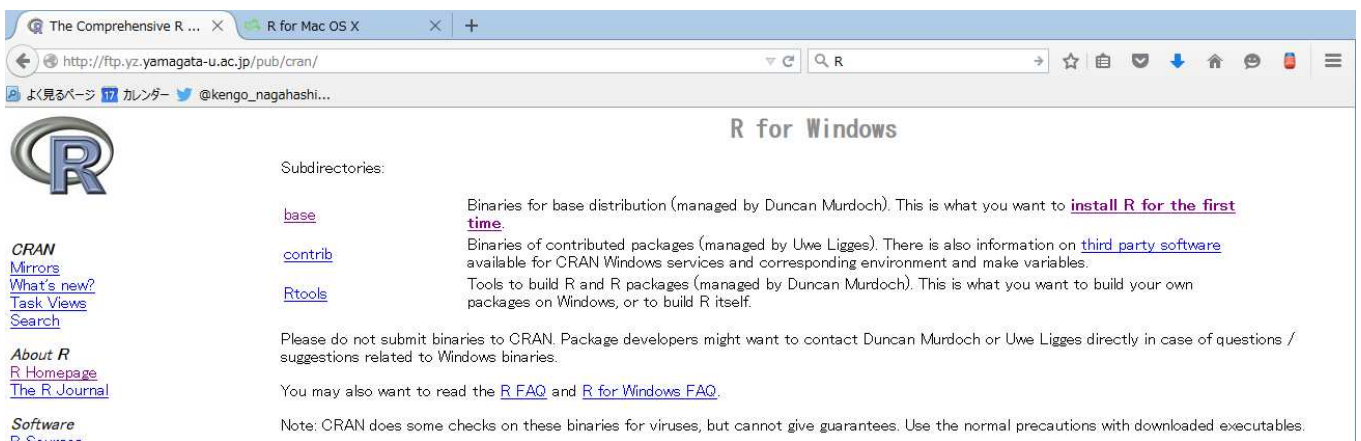 The Comprehensive R ... × R for Mac OS X × +
http://ftp.yz.yamagata-u.ac.jp/pub/cran/ R
よく見るページ 17 カレンダー @kengo_nagahashi...
R
R for Windows
Subdirectories:
base Binaries for base distribution (managed by Duncan Murdoch). This is what you want to install R for the first
time.
contrib Binaries of contributed packages (managed by Uwe Ligges). There is also information on third party software
available for CRAN Windows services and corresponding environment and make variables.
Rtools Tools to build R and R packages (managed by Duncan Murdoch). This is what you want to build your own
packages on Windows, or to build R itself.
Please do not submit binaries to CRAN. Package developers might want to contact Duncan Murdoch or Uwe Ligges directly in case of questions /
suggestions related to Windows binaries.
You may also want to read the R FAQ and R for Windows FAQ.
Note: CRAN does some checks on these binaries for viruses, but cannot give guarantees. Use the normal precautions with downloaded executables.
CRAN
Mirrors
What's new?
Task Views
Search
About R
R Homepage
The R Journal
Software
R Sources